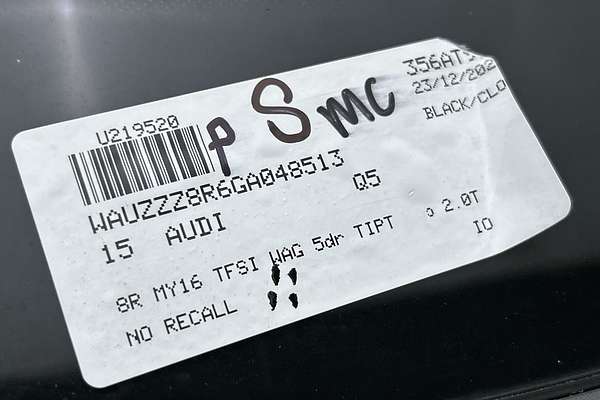 U219520
p S mc
356ATS
23/12/202
BLACK/CLO
WAUZZZ8R6GA048513
15 AUDI Q5
8R MY16 TFSI WAG 5dr TIPT 2.0T
NO RECALL IO